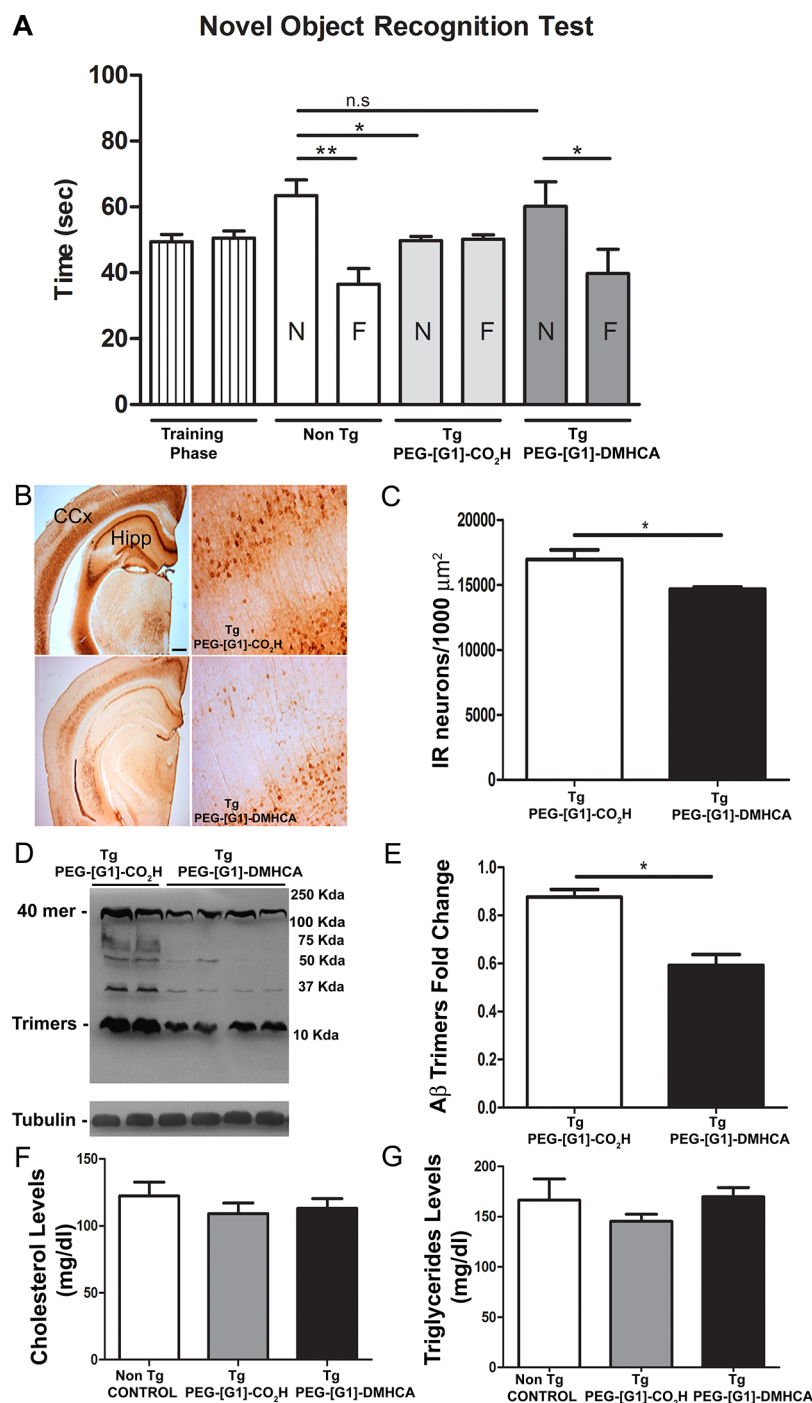 A Novel Object Recognition Test
100
80
60
40
20
0
Time (sec)
n.s
*
**
*
N F N F N F
Training Phase
Non Tg
Tg PEG-[G1]-CO₂H
Tg PEG-[G1]-DMHCA
B
CCx
Hipp
Tg
PEG-[G1]-CO₂H
Tg
PEG-[G1]-DMHCA
C
20000
15000
10000
5000
0
IR neurons/1000 μm²
*
Tg
PEG-[G1]-CO₂H
Tg
PEG-[G1]-DMHCA
D
Tg
PEG-[G1]-CO₂H
Tg
PEG-[G1]-DMHCA
40 mer -
Trimers -
250 Kda
100 Kda
75 Kda
50 Kda
37 Kda
10 Kda
Tubulin -
E
1.0
0.8
0.6
0.4
0.2
0.0
Aβ Trimers Fold Change
*
Tg
PEG-[G1]-CO₂H
Tg
PEG-[G1]-DMHCA
F
150
100
50
0
Cholesterol Levels
(mg/dl)
Non Tg
CONTROL
Tg
PEG-[G1]-CO₂H
Tg
PEG-[G1]-DMHCA
G
200
150
100
50
0
Triglycerides Levels
(mg/dl)
Non Tg
CONTROL
Tg
PEG-[G1]-CO₂H
Tg
PEG-[G1]-DMHCA